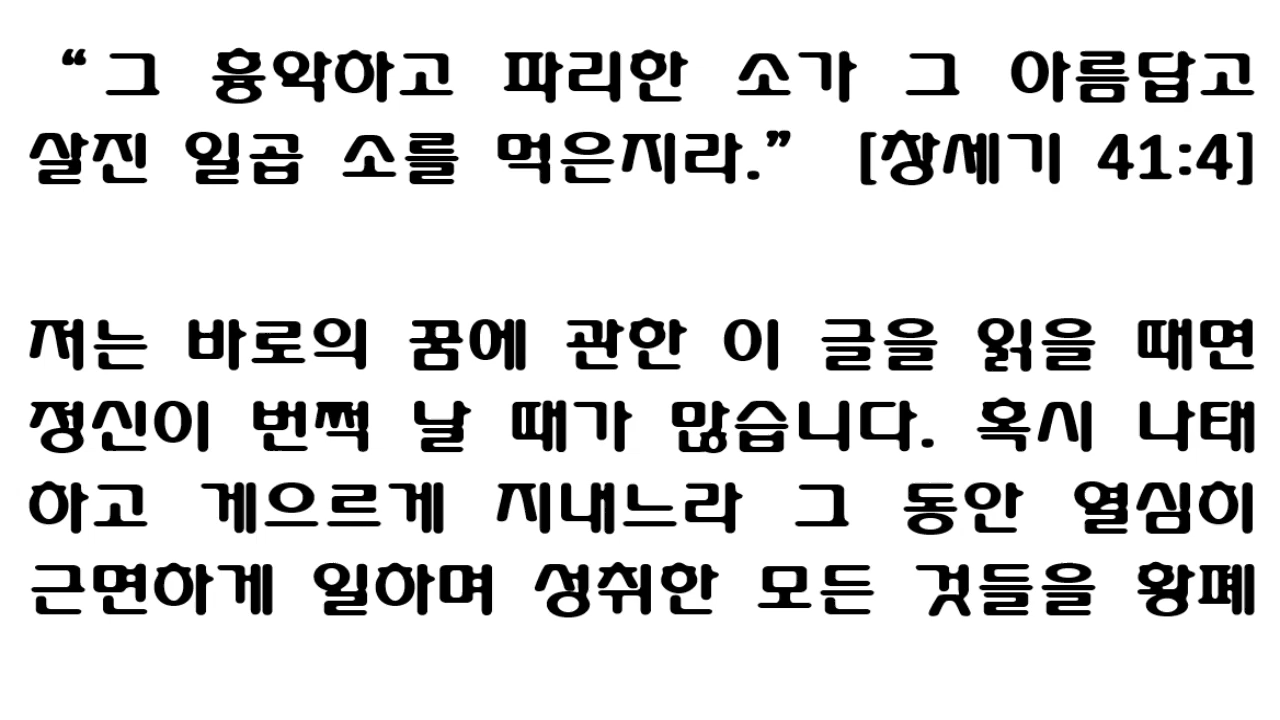 “그 흉악하고 파리한 소가 그 아름답고
살진 일곱 소를 먹은지라.” [창세기 41:4]
저는 바로의 꿈에 관한 이 글을 읽을 때면
정신이 번쩍 날 때가 많습니다. 혹시 나태
하고 게으르게 지내느라 그 동안 열심히
근면하게 일하며 성취한 모든 것들을 황폐